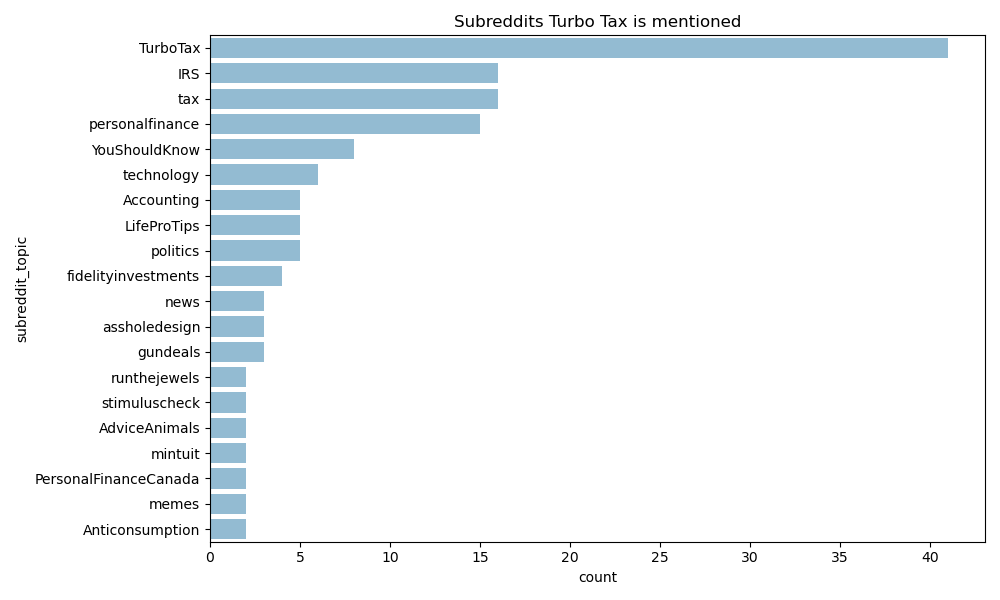 Subreddits Turbo Tax is mentioned
subreddit_topic
TurboTax
IRS
tax
personalfinance
YouShouldKnow
technology
Accounting
LifeProTips
politics
fidelityinvestments
news
assholedesign
gundeals
runthejewels
stimuluscheck
AdviceAnimals
mintuit
PersonalFinanceCanada
memes
Anticonsumption
0 5 10 15 20 25 30 35 40
count